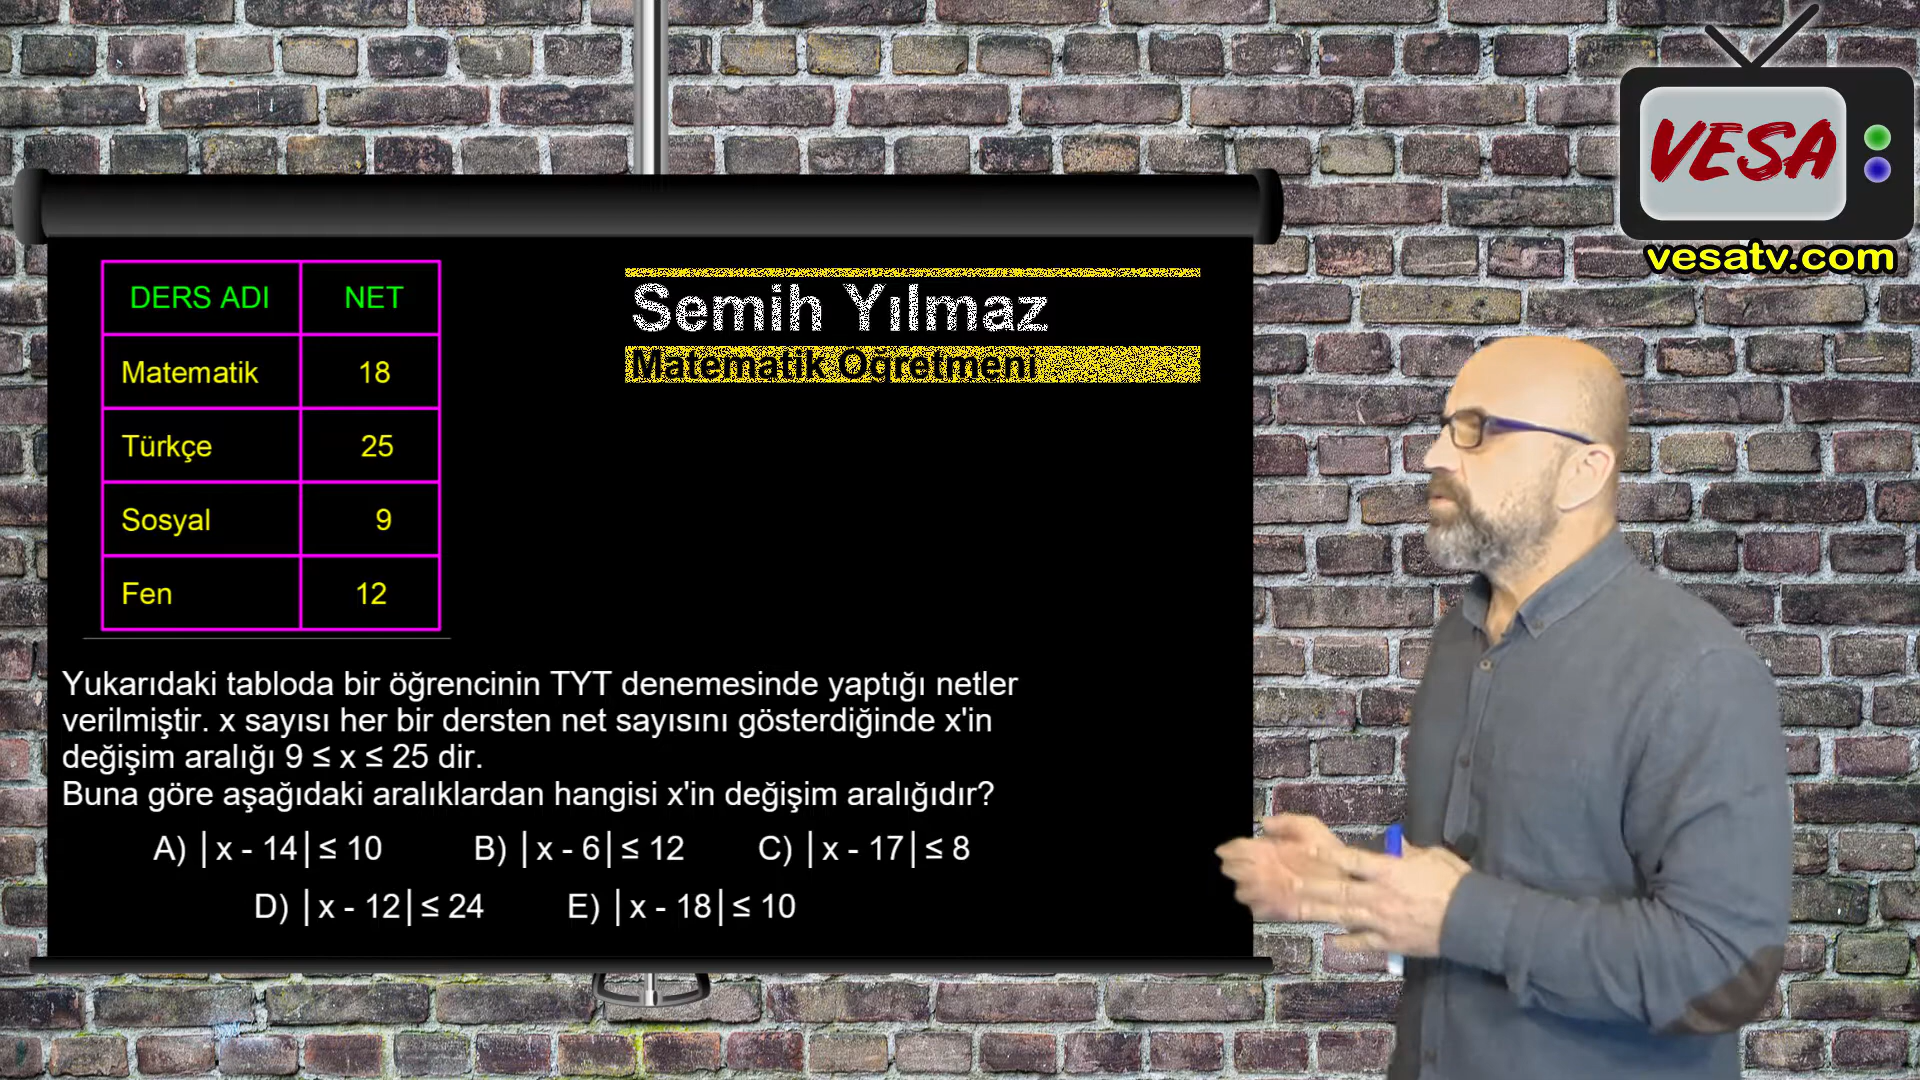 VESA
vesatv.com
DERS ADI NET
Matematik 18
Türkçe 25
Sosyal 9
Fen 12
Semih Yılmaz
Matematik Öğretmeni
Yukarıdaki tabloda bir öğrencinin TYT denemesinde yaptığı netler
verilmiştir. x sayısı her bir dersten net sayısını gösterdiğinde x'in
değişim aralığı 9 ≤ x ≤ 25 dir.
Buna göre aşağıdaki aralıklardan hangisi x'in değişim aralığıdır?
A) |x - 14| ≤ 10 B) |x - 6| ≤ 12 C) |x - 17| ≤ 8
D) |x - 12| ≤ 24 E) |x - 18| ≤ 10